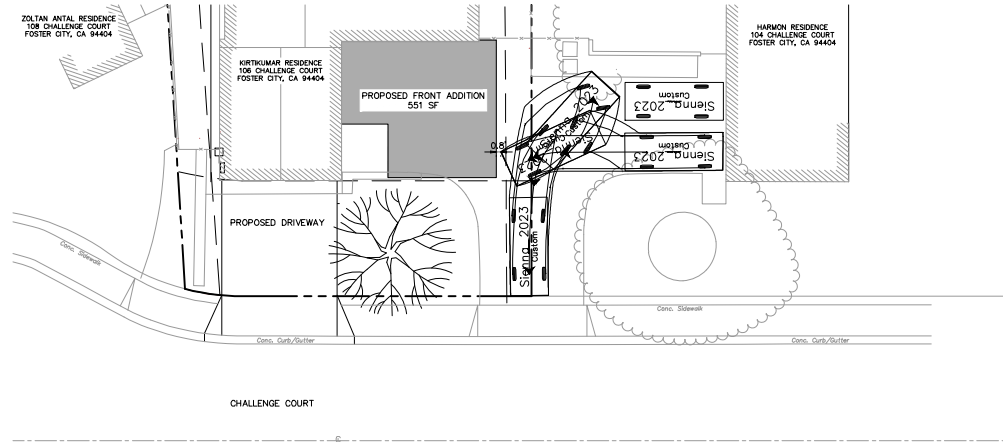 ZOLTAN ANTAL RESIDENCE
108 CHALLENGE COURT
FOSTER CITY, CA 94404
KIRTIKUMAR RESIDENCE
106 CHALLENGE COURT
FOSTER CITY, CA 94404
HARMON RESIDENCE
104 CHALLENGE COURT
FOSTER CITY, CA 94404
PROPOSED FRONT ADDITION
551 SF
Sienna 2023
Custom
Sienna 2023
Custom
0.8
PROPOSED DRIVEWAY
Sienna 2023
Custom
Conc. Sidewalk
Conc. Sidewalk
Conc. Curb/Gutter
Conc. Curb/Gutter
CHALLENGE COURT